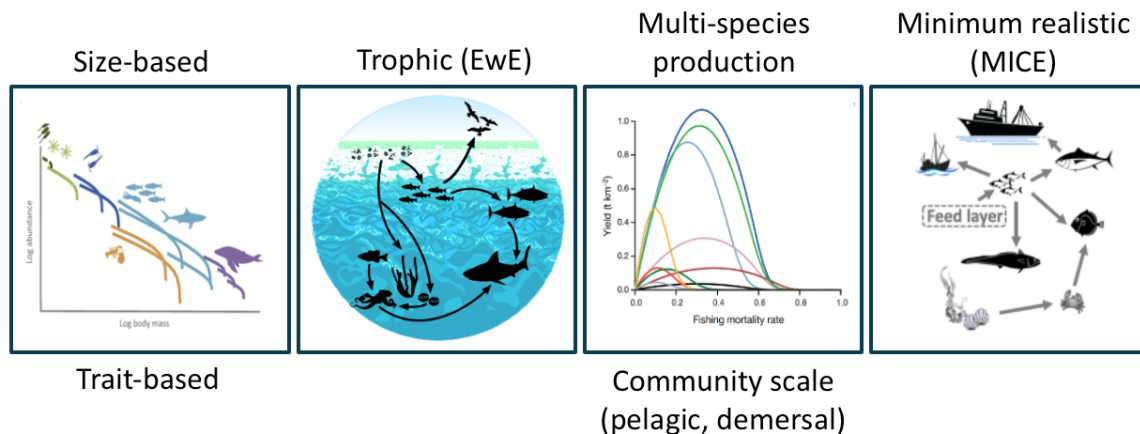 Size-based
Trophic (EwE)
Multi-species
production
Minimum realistic
(MICE)
Log abundance
Log body mass
Yield (t km⁻²)
1.0
0.8
0.6
0.4
0.2
0.0
0.0 0.2 0.4 0.6 0.8 1.0
Fishing mortality rate
Feed layer
Trait-based
Community scale
(pelagic, demersal)